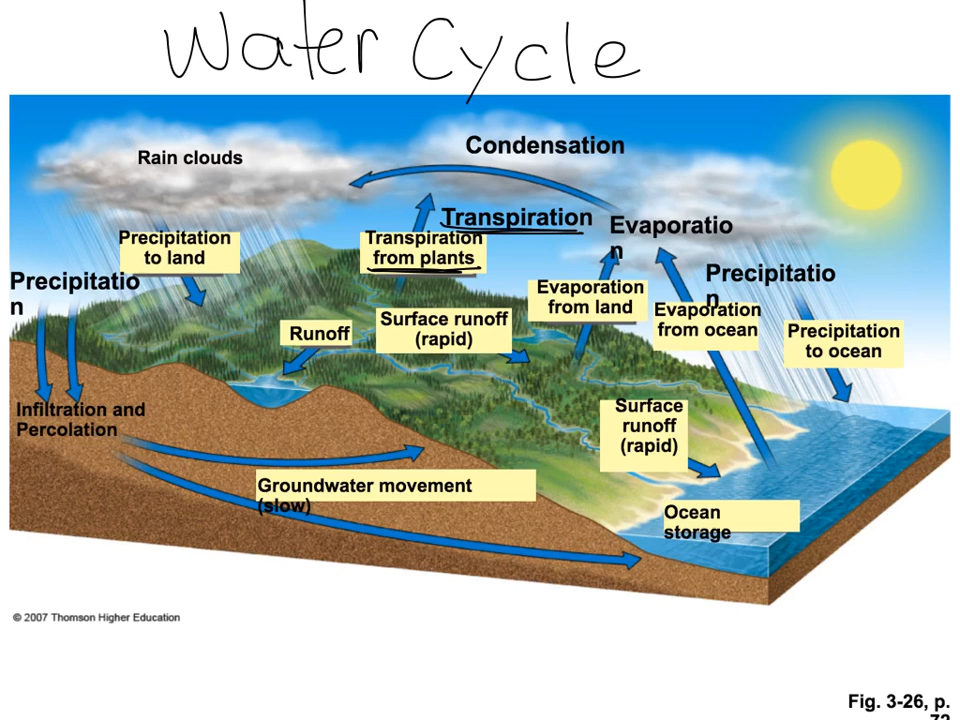 Water Cycle
Condensation
Rain clouds
Transpiration
Evaporatio
n
Precipitation
to land
Transpiration
from plants
Precipitatio
n
Precipitatio
n
Evaporation
from land
Evaporation
from ocean
Runoff
Surface runoff
(rapid)
Precipitation
to ocean
Infiltration and
Percolation
Surface
runoff
(rapid)
Groundwater movement
(slow)
Ocean
storage
© 2007 Thomson Higher Education
Fig. 3-26, p.
72